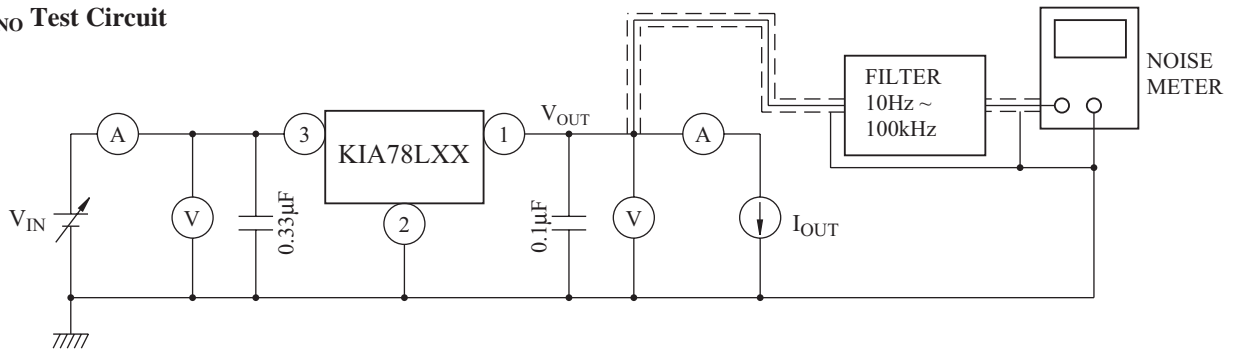 NO Test Circuit
NOISE
METER
FILTER
10Hz ~
100kHz
A
3
KIA78LXX
1
VOUT
A
VIN
V
0.33μF
2
0.1μF
V
IOUT